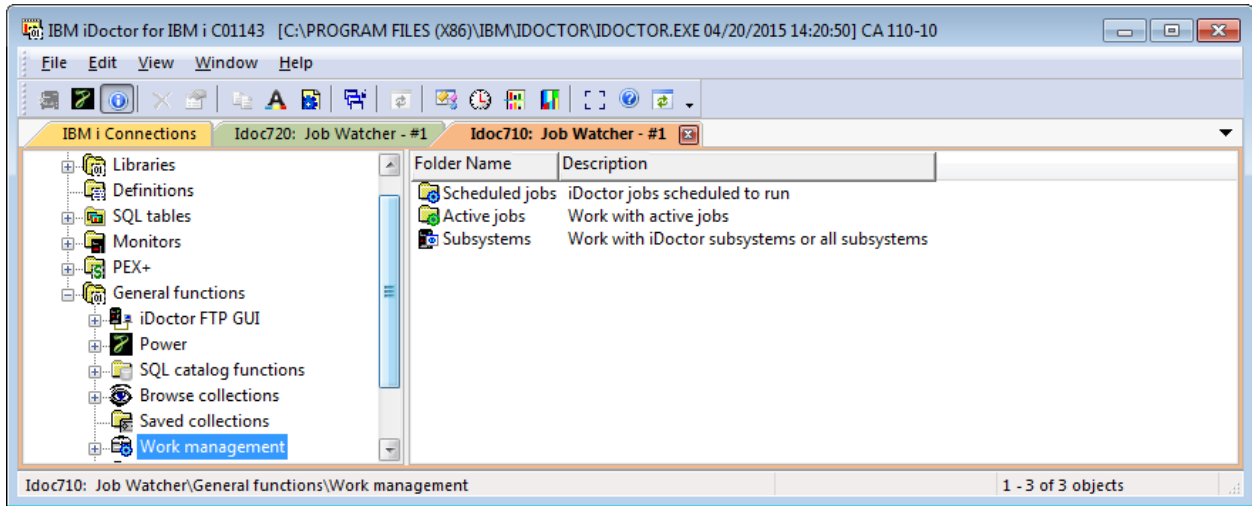 IBM iDoctor for IBM i C01143 [C:\PROGRAM FILES (X86)\IBM\IDOCTOR\IDOCTOR.EXE 04/20/2015 14:20:50] CA 110-10
File Edit View Window Help
IBM i Connections Idoc720: Job Watcher - #1 Idoc710: Job Watcher - #1
Libraries
Definitions
SQL tables
Monitors
PEX+
General functions
iDoctor FTP GUI
Power
SQL catalog functions
Browse collections
Saved collections
Work management
Folder Name Description
Scheduled jobs iDoctor jobs scheduled to run
Active jobs Work with active jobs
Subsystems Work with iDoctor subsystems or all subsystems
Idoc710: Job Watcher\General functions\Work management 1 - 3 of 3 objects